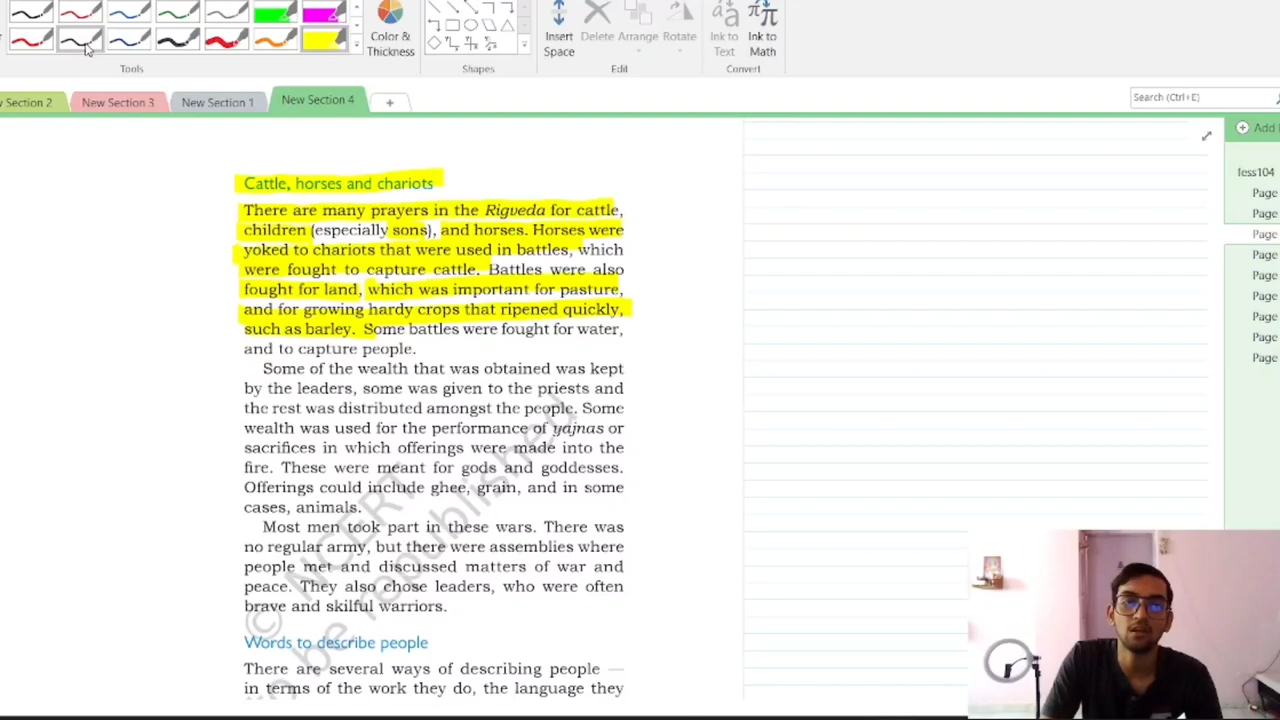 Color &
Thickness
Insert
Space
Delete
Arrange
Rotate
Ink to
Text
Ink to
Math
Tools
Shapes
Edit
Convert
Section 2
New Section 3
New Section 1
New Section 4
+
Search (Ctrl+E)
Add
fess104
Page
Page
Page
Page
Page
Page
Page
Page
Page
Cattle, horses and chariots
There are many prayers in the Rigveda for cattle,
children (especially sons), and horses. Horses were
yoked to chariots that were used in battles, which
were fought to capture cattle. Battles were also
fought for land, which was important for pasture,
and for growing hardy crops that ripened quickly,
such as barley. Some battles were fought for water,
and to capture people.
Some of the wealth that was obtained was kept
by the leaders, some was given to the priests and
the rest was distributed amongst the people. Some
wealth was used for the performance of yajnas or
sacrifices in which offerings were made into the
fire. These were meant for gods and goddesses.
Offerings could include ghee, grain, and in some
cases, animals.
Most men took part in these wars. There was
no regular army, but there were assemblies where
people met and discussed matters of war and
peace. They also chose leaders, who were often
brave and skilful warriors.
Words to describe people
There are several ways of describing people —
in terms of the work they do, the language they
© NCERT
be republished